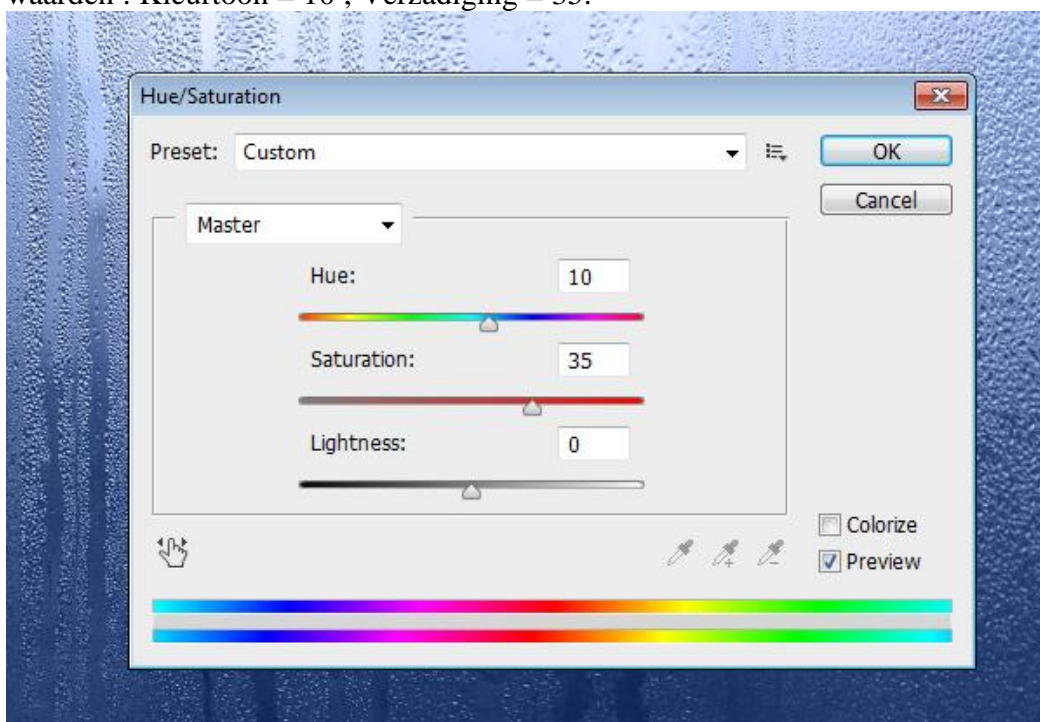 waarden : Kleurtoon = 10 ; Verzadiging = 35.
Hue/Saturation
Preset: Custom
OK
Cancel
Master
Hue: 10
Saturation: 35
Lightness: 0
Colorize
Preview